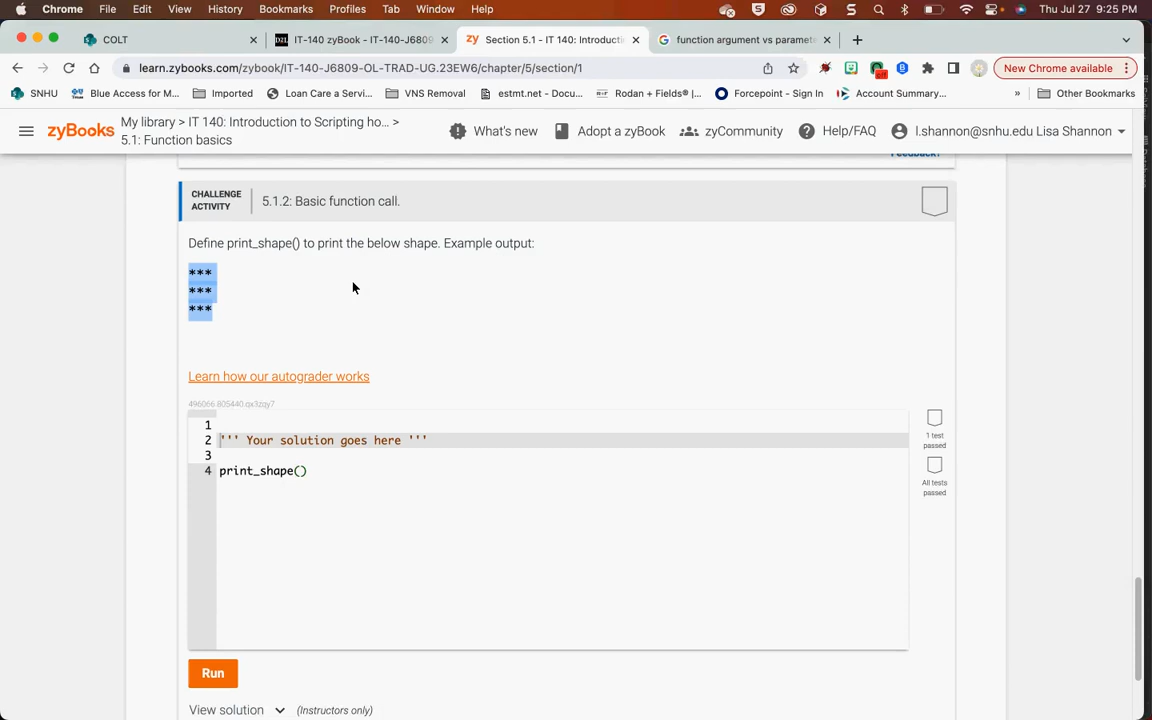 Chrome File Edit View History Bookmarks Profiles Tab Window Help Thu Jul 27 9:25 PM
COLT
IT-140 zyBook - IT-140-J6809
Section 5.1 - IT 140: Introducti
function argument vs paramete
learn.zybooks.com/zybook/IT-140-J6809-OL-TRAD-UG.23EW6/chapter/5/section/1
New Chrome available
SNHU Blue Access for M... Imported Loan Care a Servi... VNS Removal estmt.net - Docu... Rodan + Fields® |... Forcepoint - Sign In Account Summary... » Other Bookmarks
zyBooks
My library > IT 140: Introduction to Scripting ho... >
5.1: Function basics
What's new Adopt a zyBook zyCommunity Help/FAQ l.shannon@snhu.edu Lisa Shannon
Feedback?
CHALLENGE
ACTIVITY
5.1.2: Basic function call.
Define print_shape() to print the below shape. Example output:
***
***
***
Learn how our autograder works
496066.805440.qx3zqy7
1
2 ''' Your solution goes here '''
3
4 print_shape()
1 test
passed
All tests
passed
Run
View solution (Instructors only)